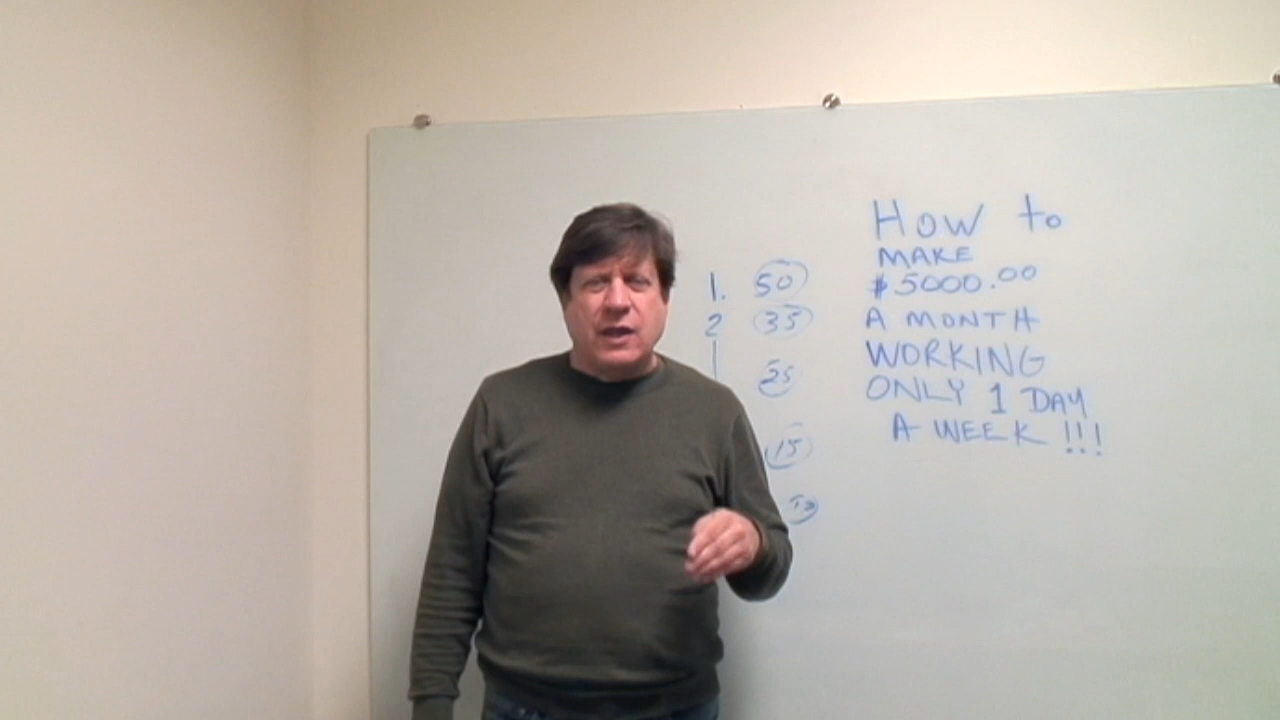 1. 50
2 35
25
15
How to
MAKE
$5000.00
A MONTH
WORKING
ONLY 1 DAY
A WEEK !!!